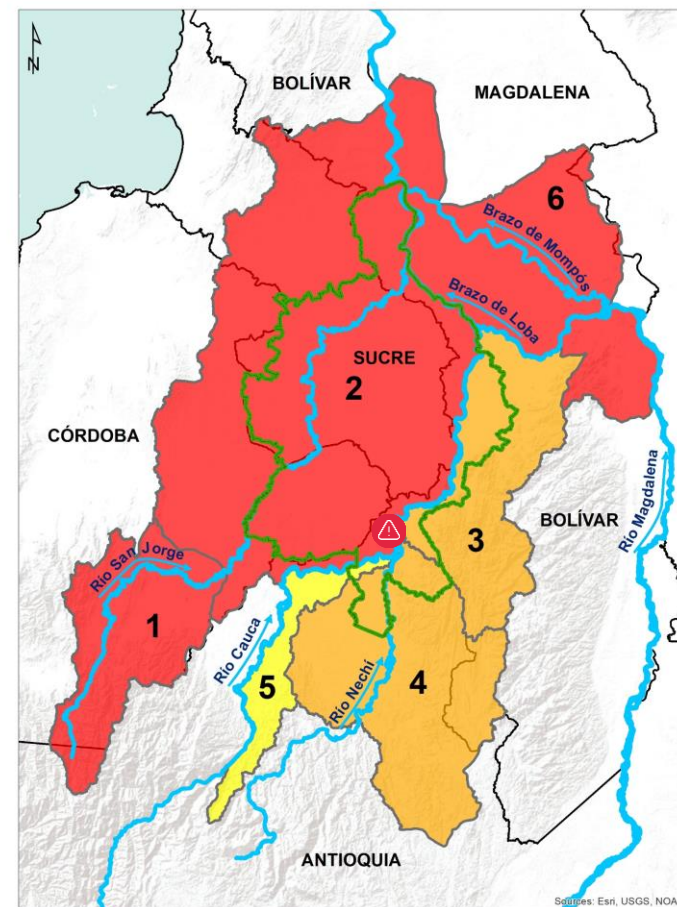 N
BOLÍVAR
MAGDALENA
6
Brazo de Mompós
Brazo de Loba
SUCRE
2
CÓRDOBA
BOLÍVAR
Río Magdalena
3
Río San Jorge
1
Río Cauca
5
Río Nechí
4
ANTIOQUIA
Sources: Esri, USGS, NOA